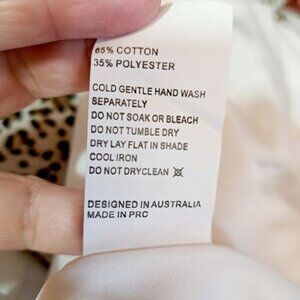 65% COTTON
35% POLYESTER
COLD GENTLE HAND WASH
SEPARATELY
DO NOT SOAK OR BLEACH
DO NOT TUMBLE DRY
DRY LAY FLAT IN SHADE
COOL IRON
DO NOT DRYCLEAN
DESIGNED IN AUSTRALIA
MADE IN PRC